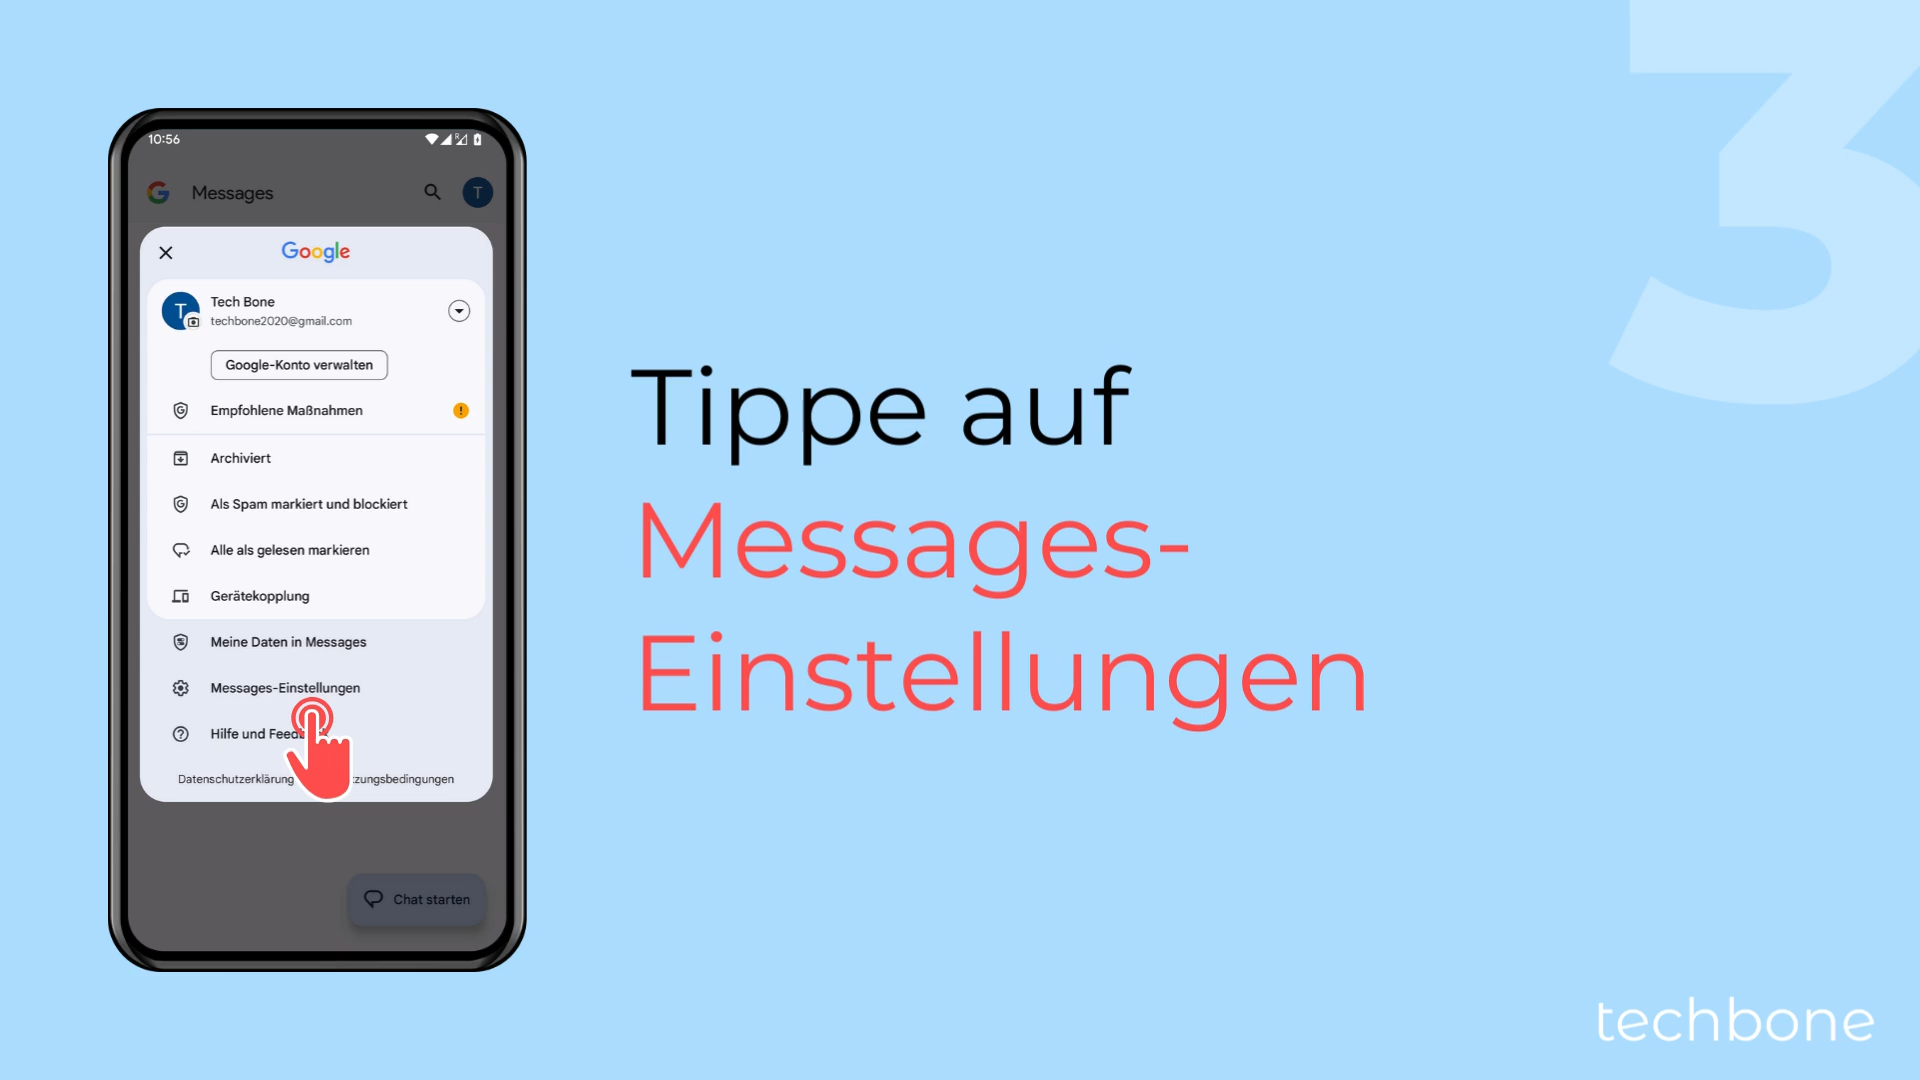 3
10:56
Messages
T
Google
T
Tech Bone
techbone2020@gmail.com
Google-Konto verwalten
Empfohlene Maßnahmen
Archiviert
Als Spam markiert und blockiert
Alle als gelesen markieren
Gerätekopplung
Meine Daten in Messages
Messages-Einstellungen
Hilfe und
Datenschutzerklärung
Chat starten
Tippe auf
Messages-
Einstellungen
techbone